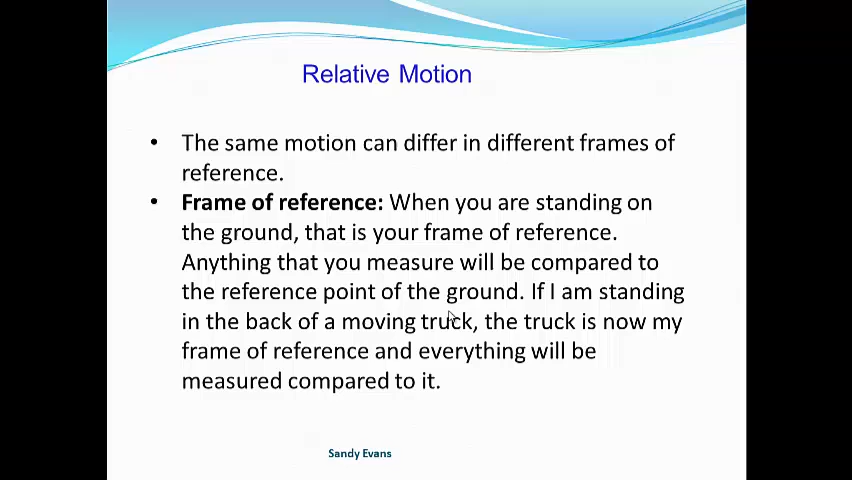 Relative Motion
• The same motion can differ in different frames of
reference.
• Frame of reference: When you are standing on
the ground, that is your frame of reference.
Anything that you measure will be compared to
the reference point of the ground. If I am standing
in the back of a moving truck, the truck is now my
frame of reference and everything will be
measured compared to it.
Sandy Evans